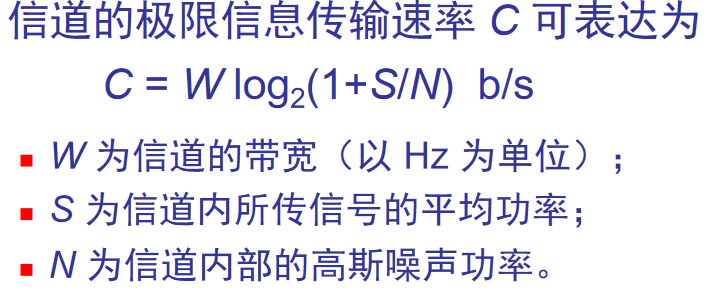 信道的极限信息传输速率 C 可表达为
C = W log₂(1+S/N) b/s
▪ W 为信道的带宽（以 Hz 为单位）；
▪ S 为信道内所传信号的平均功率；
▪ N 为信道内部的高斯噪声功率。